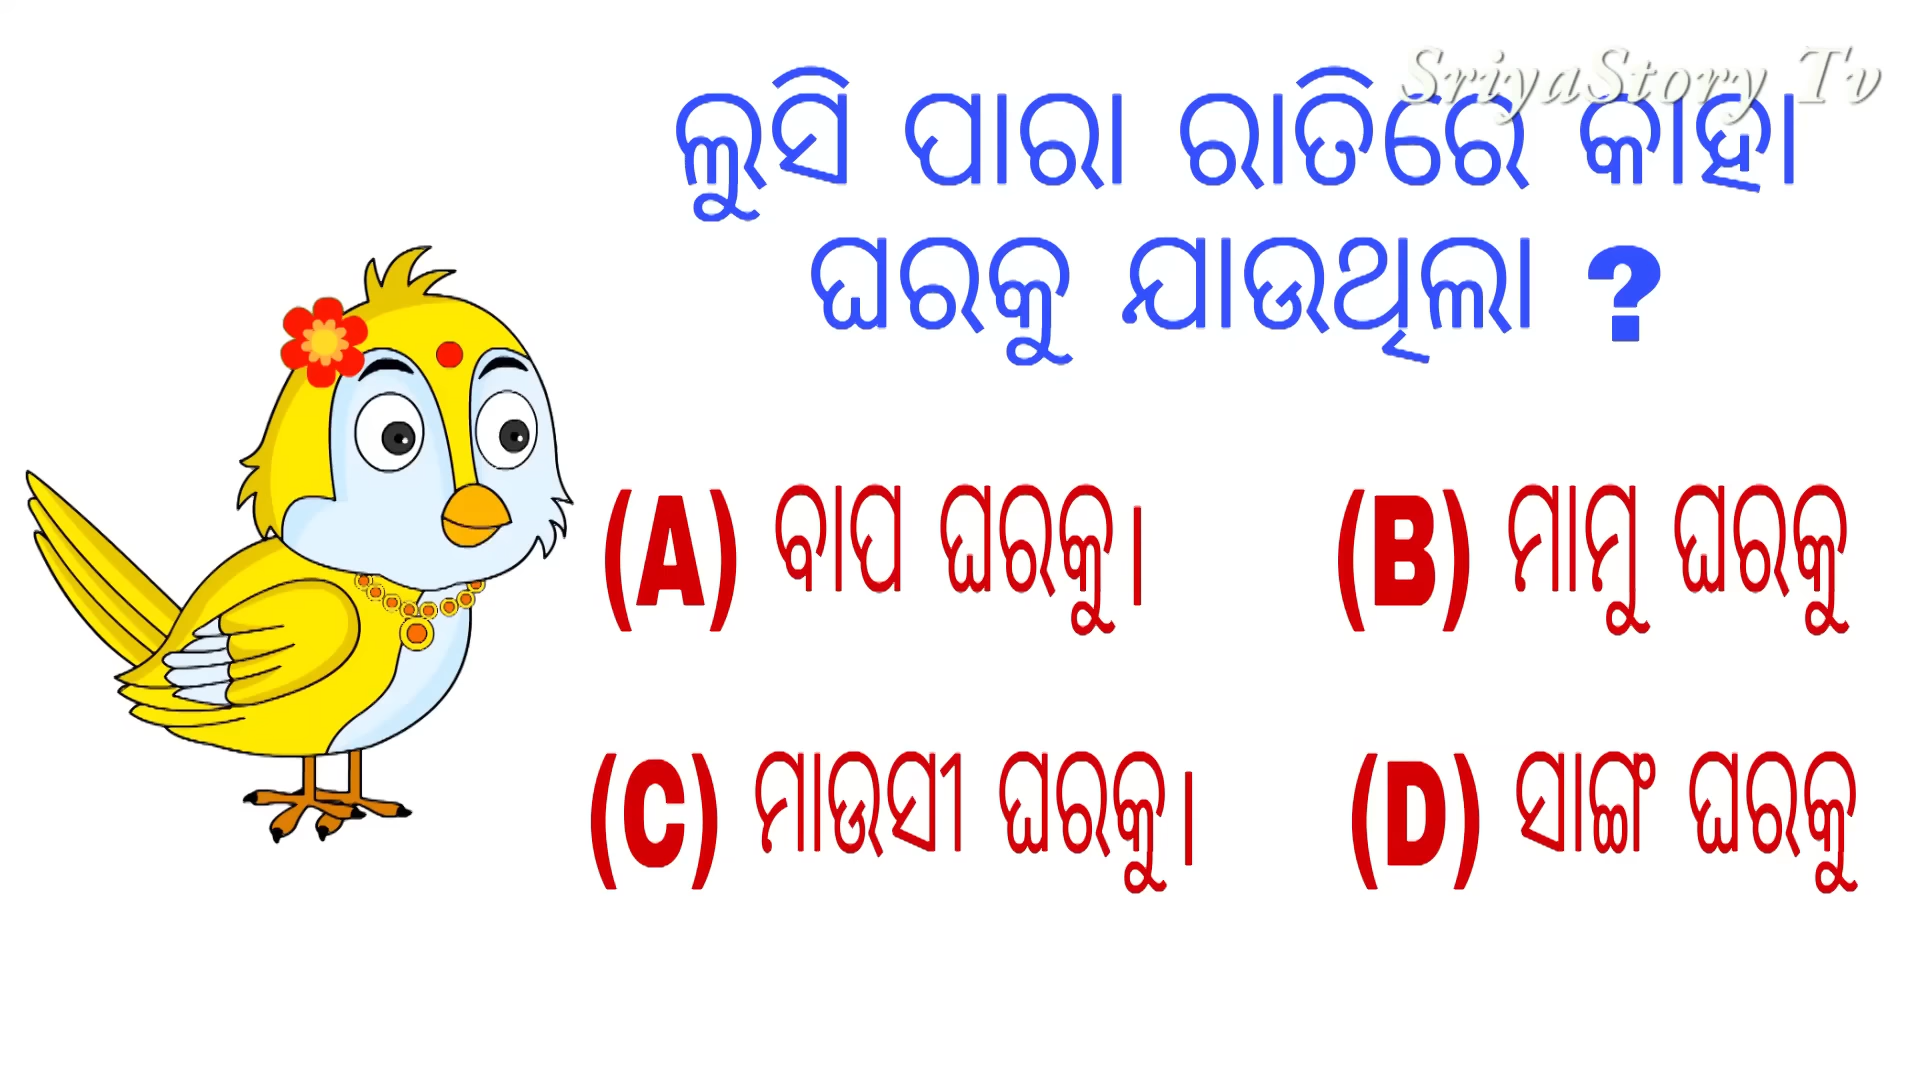 SriyaStory Tv
ଲୁସି ପାରା ରାତିରେ କାହା
ଘରକୁ ଯାଉଥିଲା ?
(A) ବାପ ଘରକୁ।
(B) ମାମୁ ଘରକୁ
(C) ମାଉସୀ ଘରକୁ।
(D) ସାଙ୍ଗ ଘରକୁ